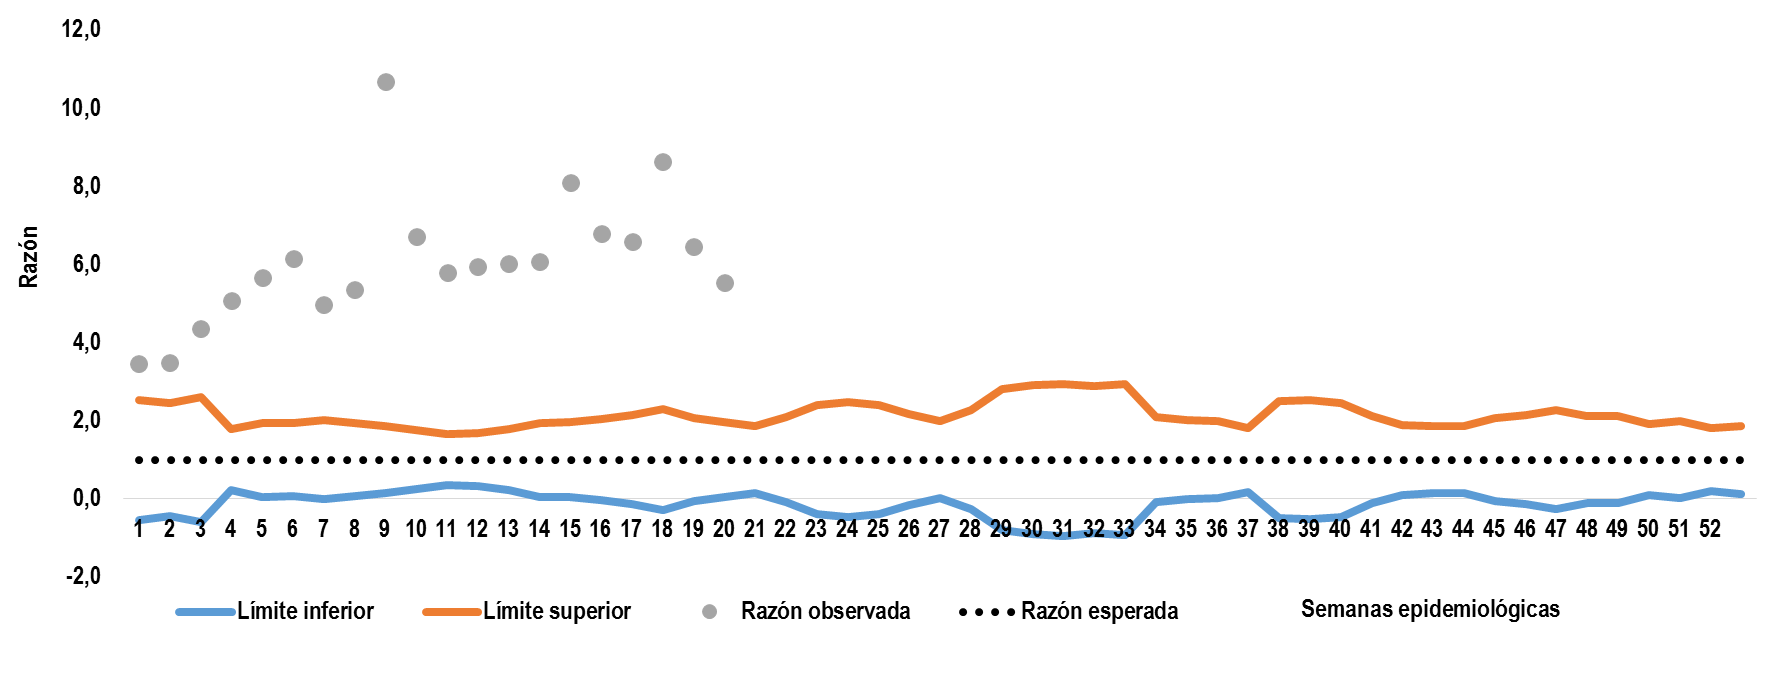 12,0
10,0
8,0
6,0
4,0
2,0
0,0
-2,0
Razón
1 2 3 4 5 6 7 8 9 10 11 12 13 14 15 16 17 18 19 20 21 22 23 24 25 26 27 28 29 30 31 32 33 34 35 36 37 38 39 40 41 42 43 44 45 46 47 48 49 50 51 52
Límite inferior Límite superior Razón observada Razón esperada Semanas epidemiológicas